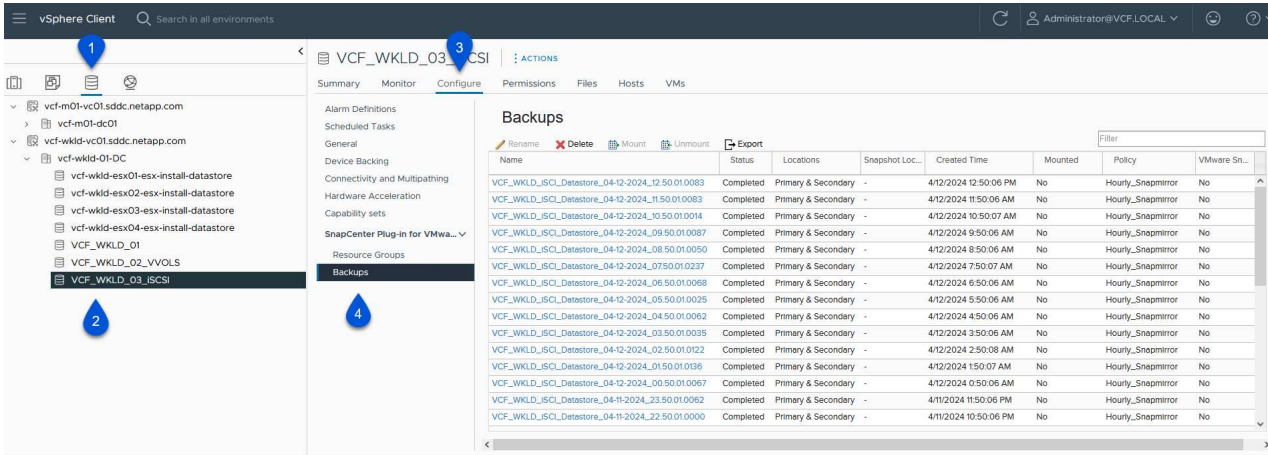 vSphere Client Search in all environments Administrator@VCF.LOCAL
1
3
VCF_WKLD_03_iSCSI ACTIONS
Summary Monitor Configure Permissions Files Hosts VMs
vcf-m01-vc01.sddc.netapp.com
vcf-m01-dc01
vcf-wkld-vc01.sddc.netapp.com
vcf-wkld-01-DC
vcf-wkld-esx01-esx-install-datastore
vcf-wkld-esx02-esx-install-datastore
vcf-wkld-esx03-esx-install-datastore
vcf-wkld-esx04-esx-install-datastore
VCF_WKLD_01
VCF_WKLD_02_VVOLS
VCF_WKLD_03_iSCSI
2
Alarm Definitions
Scheduled Tasks
General
Device Backing
Connectivity and Multipathing
Hardware Acceleration
Capability sets
SnapCenter Plug-in for VMwa...
Resource Groups
Backups
4
Backups
Rename Delete Mount Unmount Export Filter
Name Status Locations Snapshot Loc... Created Time Mounted Policy VMware Sn...
VCF_WKLD_iSCI_Datastore_04-12-2024_12.50.01.0083 Completed Primary & Secondary - 4/12/2024 12:50:06 PM No Hourly_Snapmirror No
VCF_WKLD_iSCI_Datastore_04-12-2024_11.50.01.0083 Completed Primary & Secondary - 4/12/2024 11:50:06 AM No Hourly_Snapmirror No
VCF_WKLD_iSCI_Datastore_04-12-2024_10.50.01.0014 Completed Primary & Secondary - 4/12/2024 10:50:07 AM No Hourly_Snapmirror No
VCF_WKLD_iSCI_Datastore_04-12-2024_09.50.01.0087 Completed Primary & Secondary - 4/12/2024 9:50:06 AM No Hourly_Snapmirror No
VCF_WKLD_iSCI_Datastore_04-12-2024_08.50.01.0050 Completed Primary & Secondary - 4/12/2024 8:50:06 AM No Hourly_Snapmirror No
VCF_WKLD_iSCI_Datastore_04-12-2024_07.50.01.0237 Completed Primary & Secondary - 4/12/2024 7:50:07 AM No Hourly_Snapmirror No
VCF_WKLD_iSCI_Datastore_04-12-2024_06.50.01.0068 Completed Primary & Secondary - 4/12/2024 6:50:06 AM No Hourly_Snapmirror No
VCF_WKLD_iSCI_Datastore_04-12-2024_05.50.01.0025 Completed Primary & Secondary - 4/12/2024 5:50:06 AM No Hourly_Snapmirror No
VCF_WKLD_iSCI_Datastore_04-12-2024_04.50.01.0062 Completed Primary & Secondary - 4/12/2024 4:50:06 AM No Hourly_Snapmirror No
VCF_WKLD_iSCI_Datastore_04-12-2024_03.50.01.0035 Completed Primary & Secondary - 4/12/2024 3:50:06 AM No Hourly_Snapmirror No
VCF_WKLD_iSCI_Datastore_04-12-2024_02.50.01.0122 Completed Primary & Secondary - 4/12/2024 2:50:08 AM No Hourly_Snapmirror No
VCF_WKLD_iSCI_Datastore_04-12-2024_01.50.01.0136 Completed Primary & Secondary - 4/12/2024 1:50:07 AM No Hourly_Snapmirror No
VCF_WKLD_iSCI_Datastore_04-12-2024_00.50.01.0067 Completed Primary & Secondary - 4/12/2024 0:50:06 AM No Hourly_Snapmirror No
VCF_WKLD_iSCI_Datastore_04-11-2024_23.50.01.0062 Completed Primary & Secondary - 4/11/2024 11:50:06 PM No Hourly_Snapmirror No
VCF_WKLD_iSCI_Datastore_04-11-2024_22.50.01.0000 Completed Primary & Secondary - 4/11/2024 10:50:06 PM No Hourly_Snapmirror No